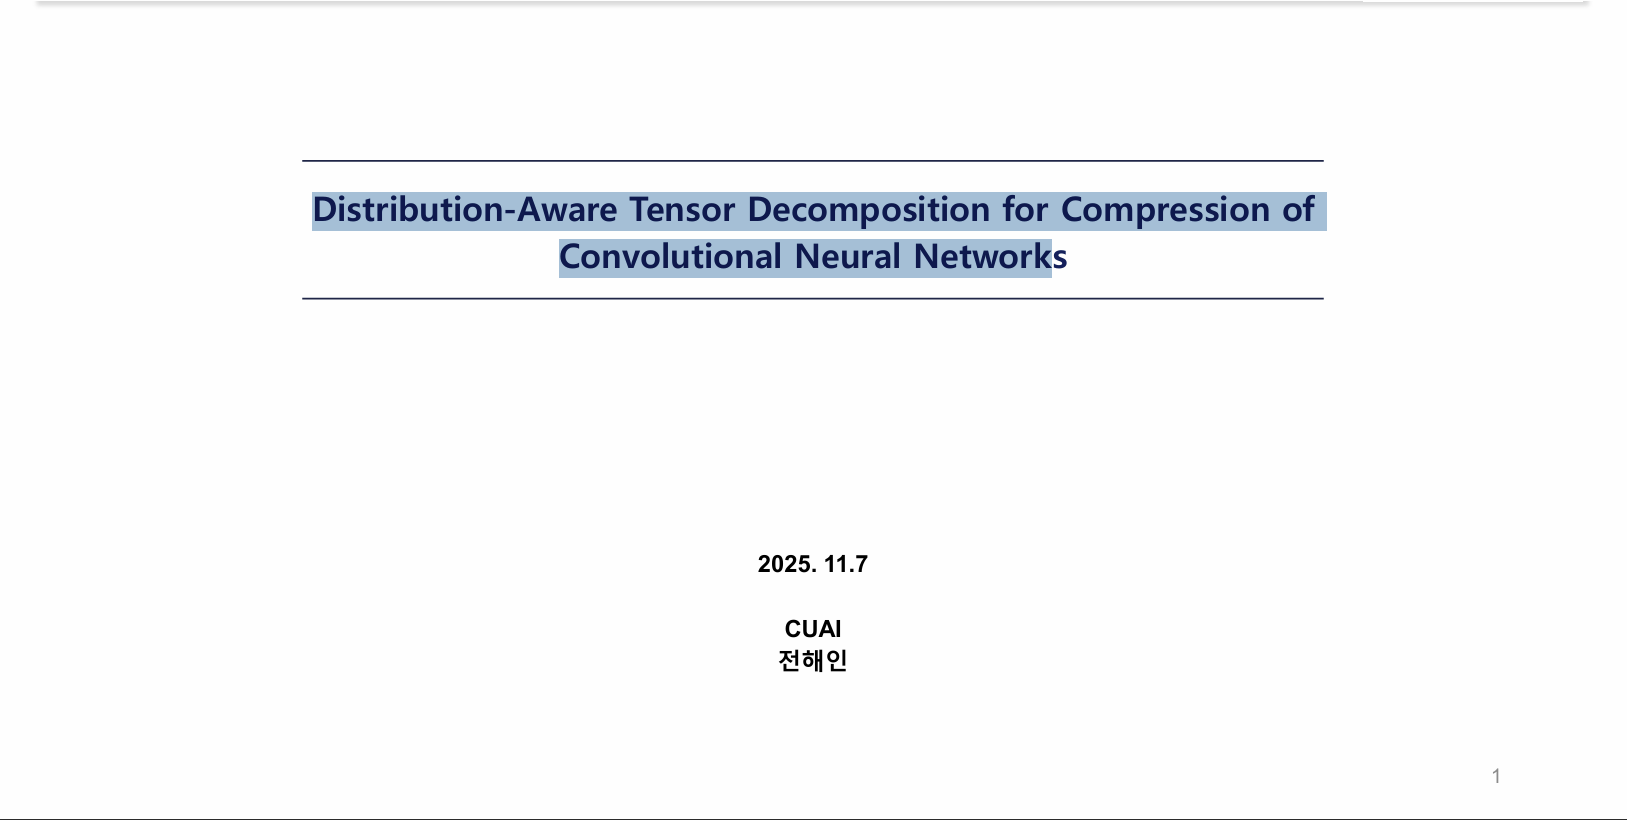 Distribution-Aware Tensor Decomposition for Compression of
Convolutional Neural Networks
2025. 11.7
CUAI
전해인
1